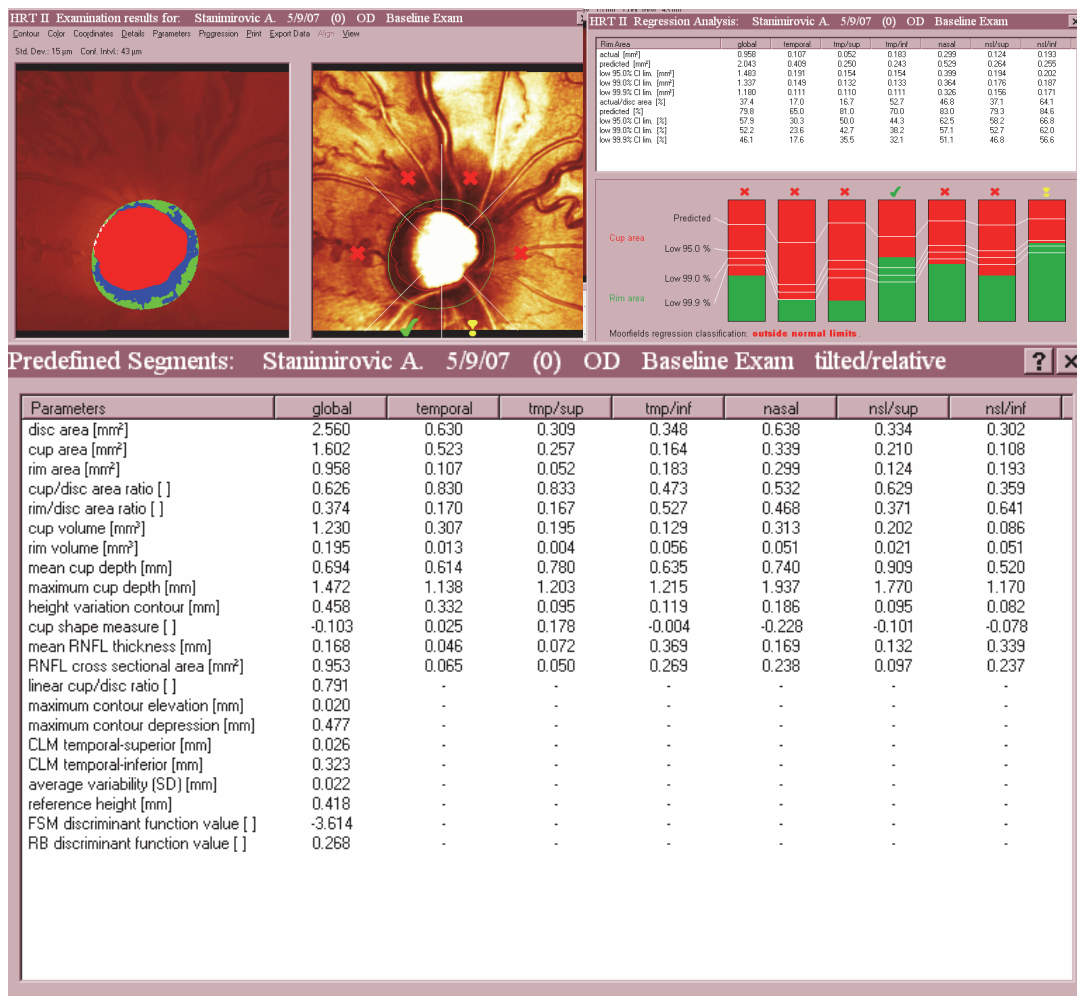 HRT II Examination results for: Stanimirovic A. 5/9/07 (0) OD Baseline Exam
Contour Color Coordinates Details Parameters Progression Print Export Data Align View
Std. Dev.: 15 µm Conf. Intvl.: 43 µm
HRT II Regression Analysis: Stanimirovic A. 5/9/07 (0) OD Baseline Exam
Rim Area global temporal tmp/sup tmp/inf nasal nsl/sup nsl/inf
actual [mm²] 0.958 0.107 0.052 0.183 0.299 0.124 0.193
predicted [mm²] 2.043 0.409 0.250 0.243 0.529 0.264 0.255
low 95.0% CI lim. [mm²] 1.483 0.191 0.154 0.154 0.399 0.194 0.202
low 99.0% CI lim. [mm²] 1.337 0.149 0.132 0.133 0.364 0.176 0.187
low 99.9% CI lim. [mm²] 1.180 0.111 0.110 0.111 0.326 0.156 0.171
actual/disc area [%] 37.4 17.0 16.7 52.7 46.8 37.1 64.1
predicted [%] 79.8 65.0 81.0 70.0 83.0 79.3 84.6
low 95.0% CI lim. [%] 57.9 30.3 50.0 44.3 62.5 58.2 66.8
low 99.0% CI lim. [%] 52.2 23.6 42.7 38.2 57.1 52.7 62.0
low 99.9% CI lim. [%] 46.1 17.6 35.5 32.1 51.1 46.8 56.6
Predicted
Cup area
Low 95.0 %
Low 99.0 %
Rim area
Low 99.9 %
Moorfields regression classification: outside normal limits.
Predefined Segments: Stanimirovic A. 5/9/07 (0) OD Baseline Exam tilted/relative ?
Parameters global temporal tmp/sup tmp/inf nasal nsl/sup nsl/inf
disc area [mm²] 2.560 0.630 0.309 0.348 0.638 0.334 0.302
cup area [mm²] 1.602 0.523 0.257 0.164 0.339 0.210 0.108
rim area [mm²] 0.958 0.107 0.052 0.183 0.299 0.124 0.193
cup/disc area ratio [ ] 0.626 0.830 0.833 0.473 0.532 0.629 0.359
rim/disc area ratio [ ] 0.374 0.170 0.167 0.527 0.468 0.371 0.641
cup volume [mm³] 1.230 0.307 0.195 0.129 0.313 0.202 0.086
rim volume [mm³] 0.195 0.013 0.004 0.056 0.051 0.021 0.051
mean cup depth [mm] 0.694 0.614 0.780 0.635 0.740 0.909 0.520
maximum cup depth [mm] 1.472 1.138 1.203 1.215 1.937 1.770 1.170
height variation contour [mm] 0.458 0.332 0.095 0.119 0.186 0.095 0.082
cup shape measure [ ] -0.103 0.025 0.178 -0.004 -0.228 -0.101 -0.078
mean RNFL thickness [mm] 0.168 0.046 0.072 0.369 0.169 0.132 0.339
RNFL cross sectional area [mm²] 0.953 0.065 0.050 0.269 0.238 0.097 0.237
linear cup/disc ratio [ ] 0.791 - - - - - -
maximum contour elevation [mm] 0.020 - - - - - -
maximum contour depression [mm] 0.477 - - - - - -
CLM temporal-superior [mm] 0.026 - - - - - -
CLM temporal-inferior [mm] 0.323 - - - - - -
average variability (SD) [mm] 0.022 - - - - - -
reference height [mm] 0.418 - - - - - -
FSM discriminant function value [ ] -3.614 - - - - - -
RB discriminant function value [ ] 0.268 - - - - - -